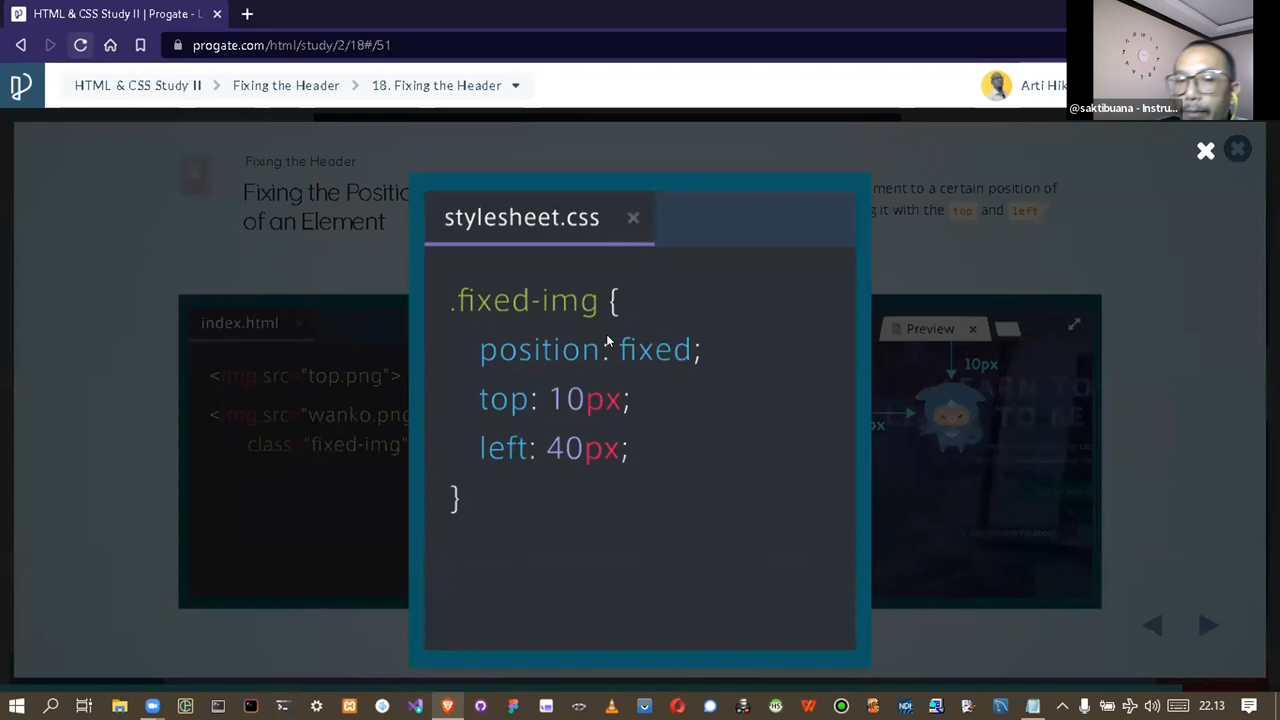 HTML & CSS Study II | Progate - L
progate.com/html/study/2/18#/51
HTML & CSS Study II
Fixing the Header
18. Fixing the Header
Arti Hik
@saktibuana - Instru...
Fixing the Header
Fixing the Positio
of an Element
ment to a certain position of
it with the top and left
stylesheet.css
.fixed-img {
position: fixed;
top: 10px;
left: 40px;
}
index.html
<img src="top.png">
<img src="wanko.png
class "fixed-img"
Preview
10px
px
22.13